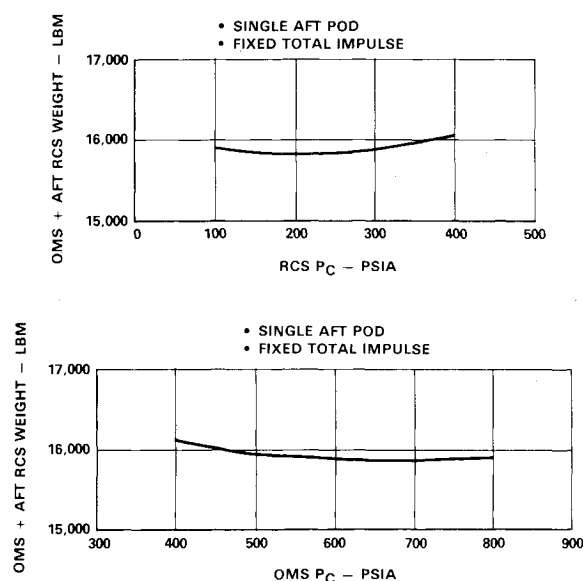 • SINGLE AFT POD
• FIXED TOTAL IMPULSE
OMS + AFT RCS WEIGHT – LBM
17,000
16,000
15,000
0 100 200 300 400 500
RCS PC – PSIA
• SINGLE AFT POD
• FIXED TOTAL IMPULSE
OMS + AFT RCS WEIGHT – LBM
17,000
16,000
15,000
300 400 500 600 700 800 900
OMS PC – PSIA